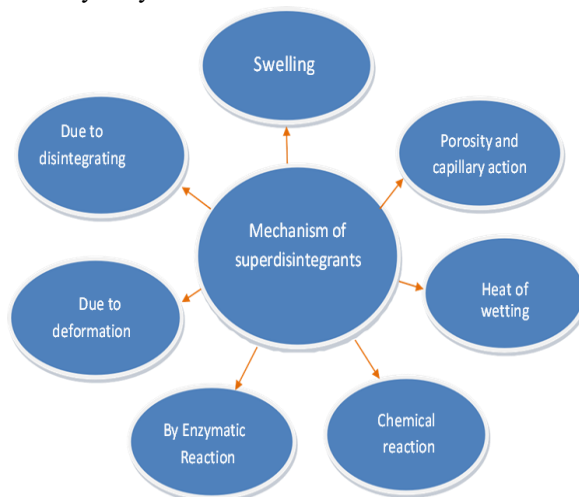 Swelling
Due to
disintegrating
Porosity and
capillary action
Mechanism of
superdisintegrants
Heat of
wetting
Due to
deformation
By Enzymatic
Reaction
Chemical
reaction